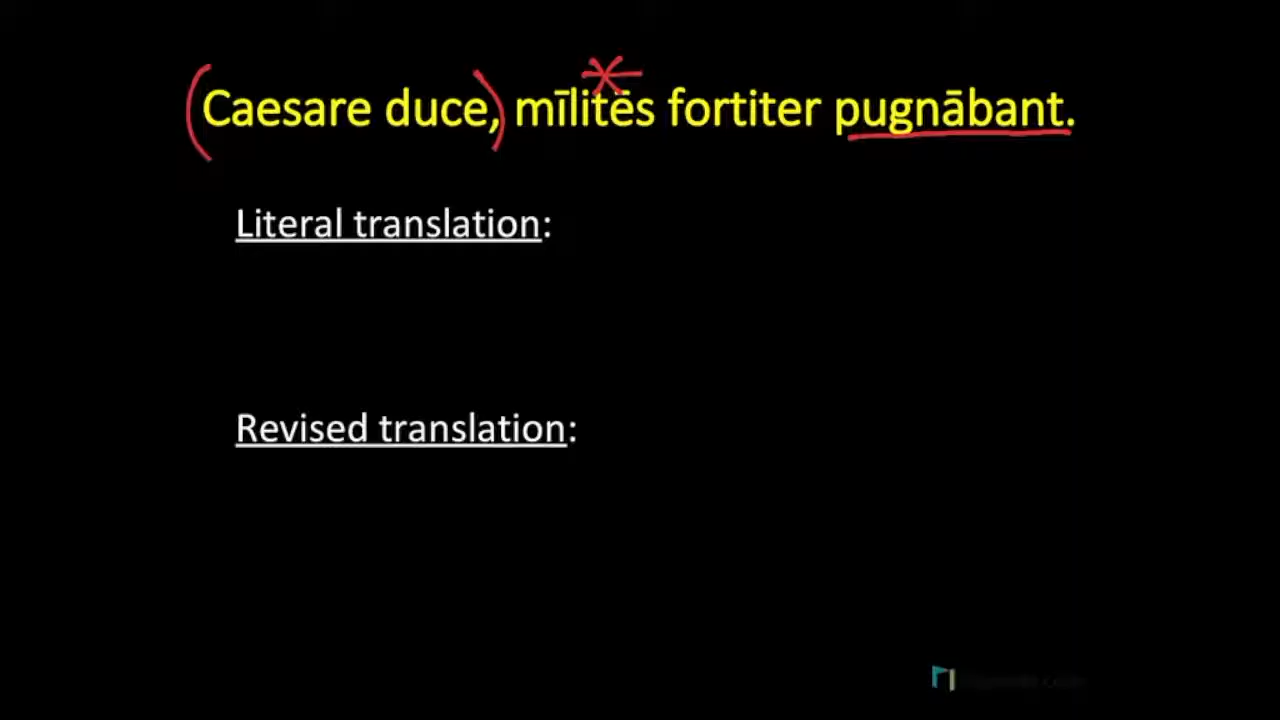 Caesare duce, mīlitēs fortiter pugnābant.
Literal translation:
Revised translation: